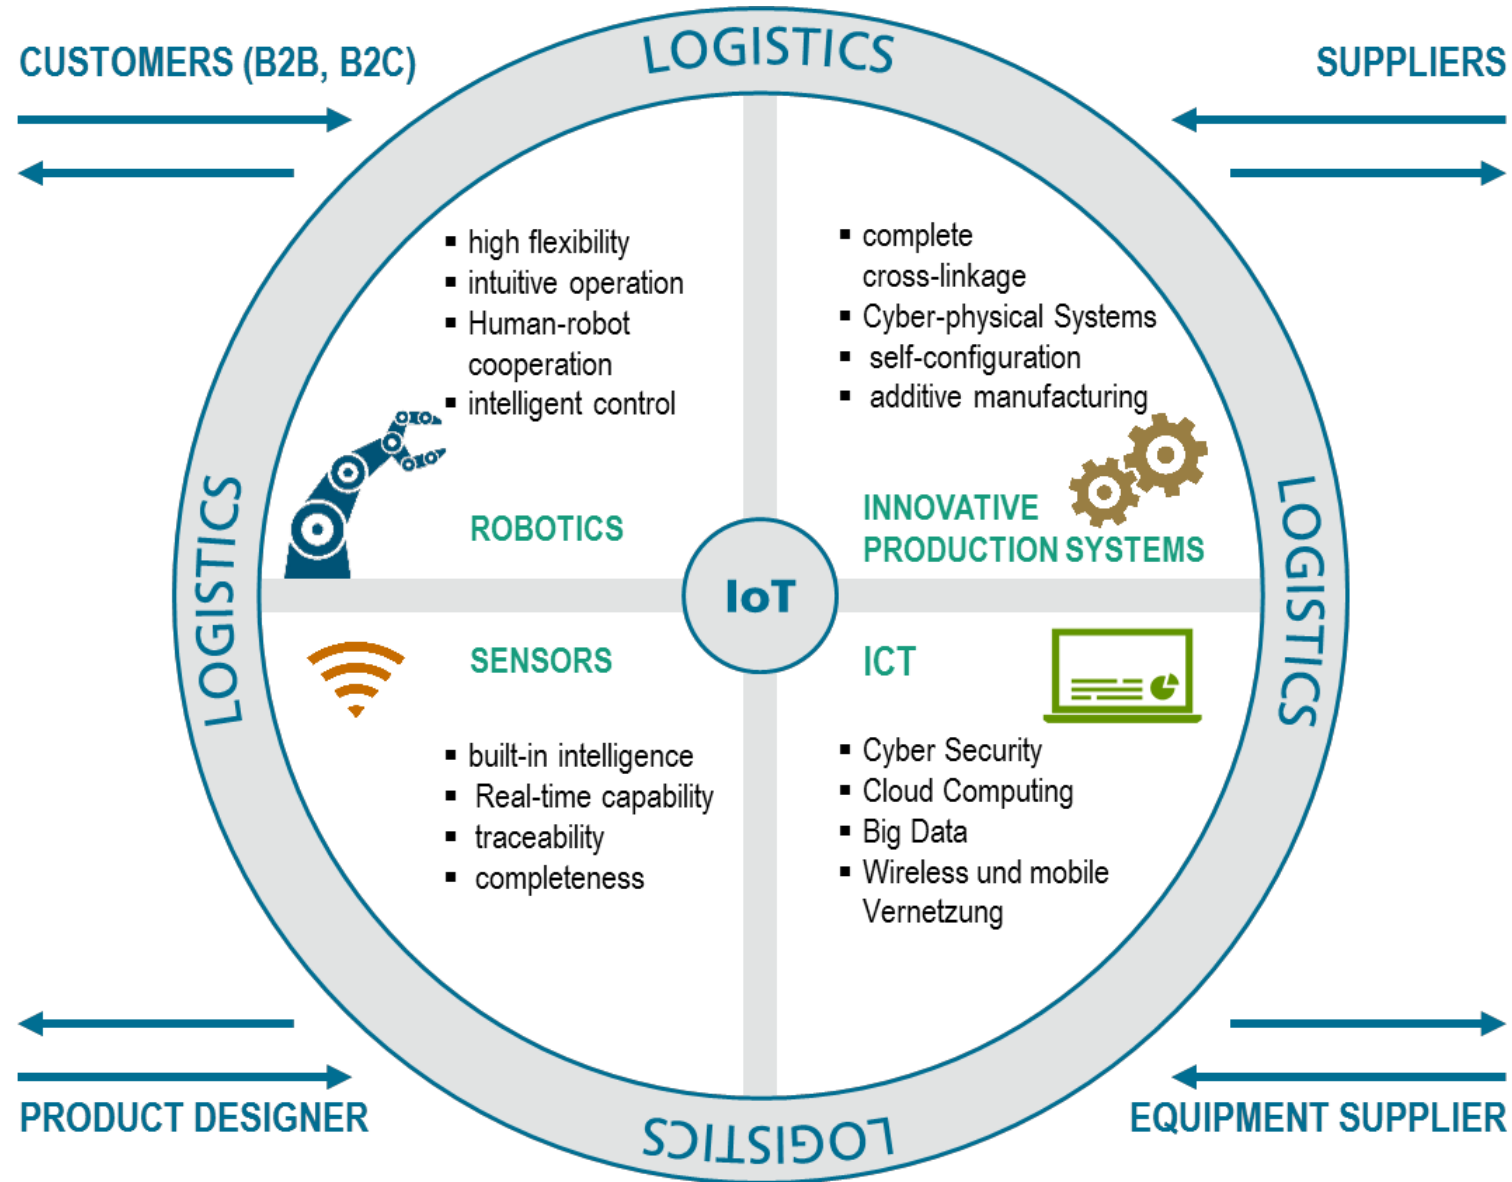 LOGISTICS
CUSTOMERS (B2B, B2C)
SUPPLIERS
▪ high flexibility
▪ intuitive operation
▪ Human-robot
cooperation
▪ intelligent control
ROBOTICS
▪ complete
cross-linkage
▪ Cyber-physical Systems
▪ self-configuration
▪ additive manufacturing
INNOVATIVE
PRODUCTION SYSTEMS
LOGISTICS
IoT
LOGISTICS
SENSORS
▪ built-in intelligence
▪ Real-time capability
▪ traceability
▪ completeness
ICT
▪ Cyber Security
▪ Cloud Computing
▪ Big Data
▪ Wireless und mobile
Vernetzung
PRODUCT DESIGNER
EQUIPMENT SUPPLIER
LOGISTICS